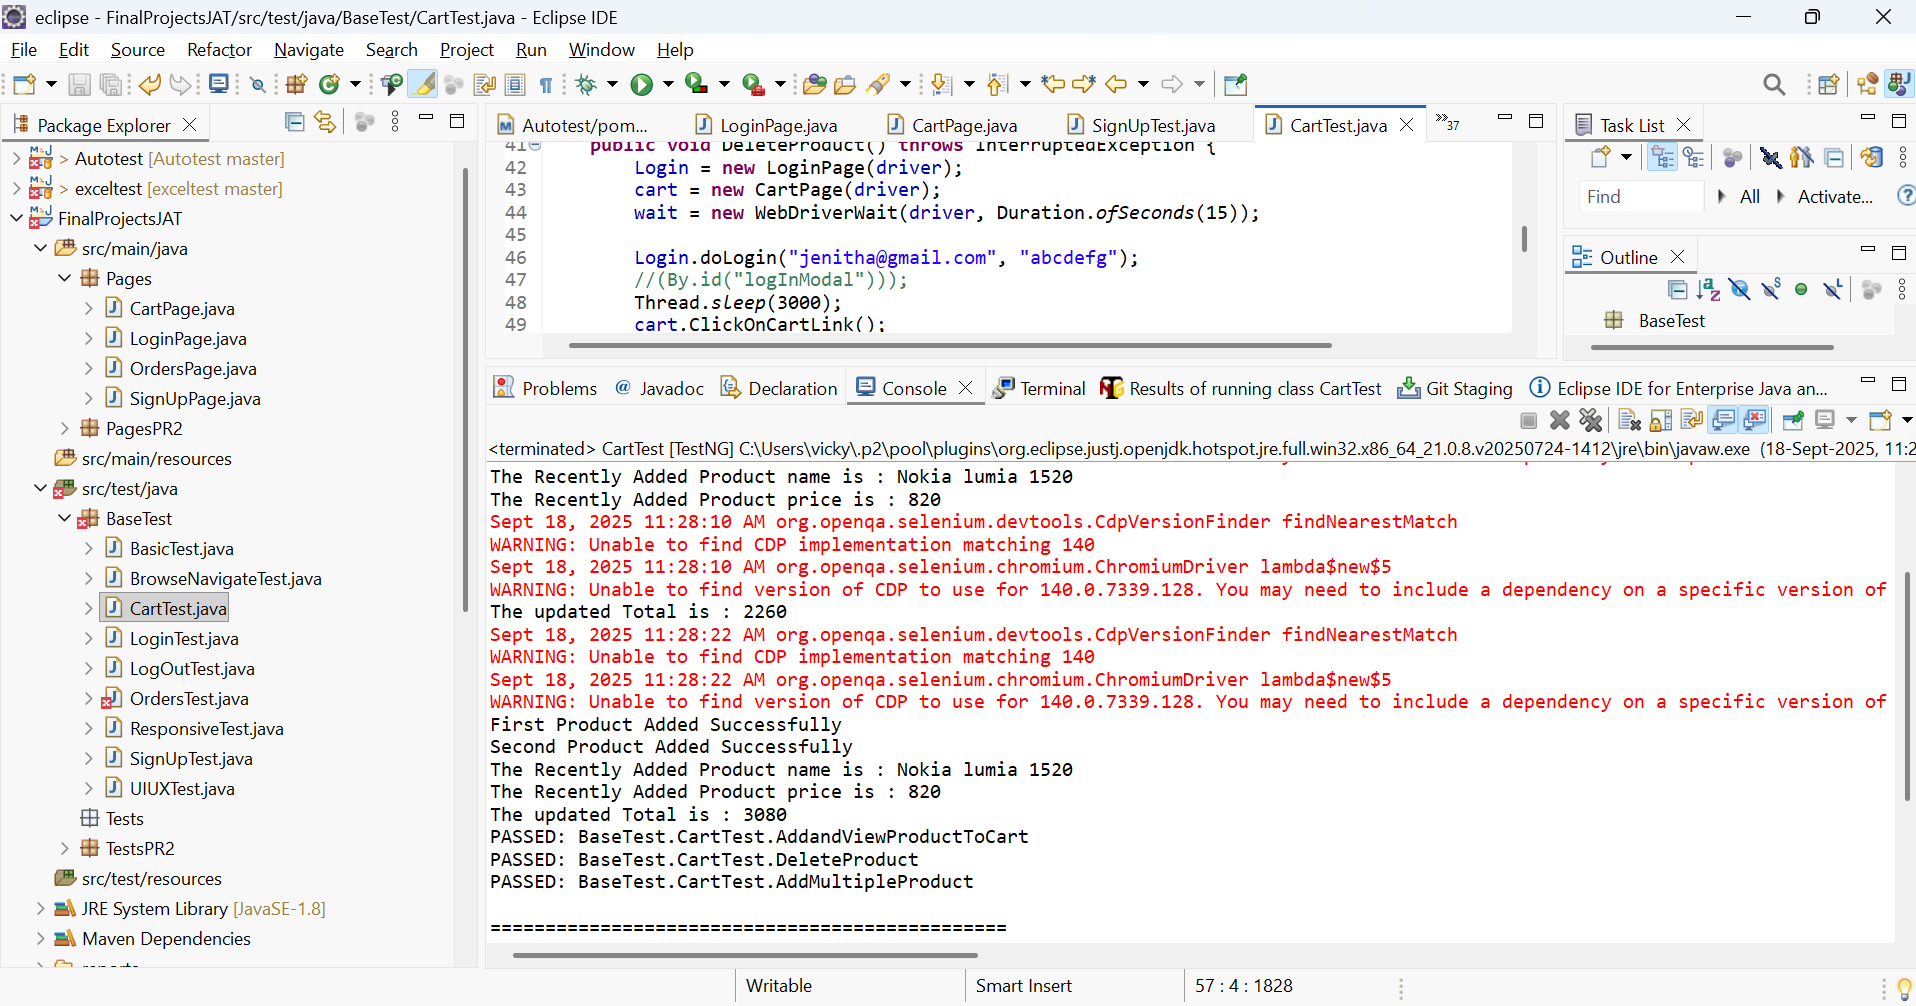 eclipse - FinalProjectsJAT/src/test/java/BaseTest/CartTest.java - Eclipse IDE
File Edit Source Refactor Navigate Search Project Run Window Help
Package Explorer
> Autotest [Autotest master]
> exceltest [exceltest master]
FinalProjectsJAT
src/main/java
Pages
CartPage.java
LoginPage.java
OrdersPage.java
SignUpPage.java
PagesPR2
src/main/resources
src/test/java
BaseTest
BasicTest.java
BrowseNavigateTest.java
CartTest.java
LoginTest.java
LogOutTest.java
OrdersTest.java
ResponsiveTest.java
SignUpTest.java
UIUXTest.java
Tests
TestsPR2
src/test/resources
JRE System Library [JavaSE-1.8]
Maven Dependencies
Autotest/pom... LoginPage.java CartPage.java SignUpTest.java CartTest.java »37
41 public void DeleteProduct() throws InterruptedException {
42 Login = new LoginPage(driver);
43 cart = new CartPage(driver);
44 wait = new WebDriverWait(driver, Duration.ofSeconds(15));
45
46 Login.doLogin("jenitha@gmail.com", "abcdefg");
47 //(By.id("logInModal")));
48 Thread.sleep(3000);
49 cart.ClickOnCartLink();
Task List
Find All Activate...
Outline
BaseTest
Problems @ Javadoc Declaration Console Terminal Results of running class CartTest Git Staging Eclipse IDE for Enterprise Java an...
<terminated> CartTest [TestNG] C:\Users\vicky\.p2\pool\plugins\org.eclipse.justj.openjdk.hotspot.jre.full.win32.x86_64_21.0.8.v20250724-1412\jre\bin\javaw.exe (18-Sept-2025, 11:2
The Recently Added Product name is : Nokia lumia 1520
The Recently Added Product price is : 820
Sept 18, 2025 11:28:10 AM org.openqa.selenium.devtools.CdpVersionFinder findNearestMatch
WARNING: Unable to find CDP implementation matching 140
Sept 18, 2025 11:28:10 AM org.openqa.selenium.chromium.ChromiumDriver lambda$new$5
WARNING: Unable to find version of CDP to use for 140.0.7339.128. You may need to include a dependency on a specific version of
The updated Total is : 2260
Sept 18, 2025 11:28:22 AM org.openqa.selenium.devtools.CdpVersionFinder findNearestMatch
WARNING: Unable to find CDP implementation matching 140
Sept 18, 2025 11:28:22 AM org.openqa.selenium.chromium.ChromiumDriver lambda$new$5
WARNING: Unable to find version of CDP to use for 140.0.7339.128. You may need to include a dependency on a specific version of
First Product Added Successfully
Second Product Added Successfully
The Recently Added Product name is : Nokia lumia 1520
The Recently Added Product price is : 820
The updated Total is : 3080
PASSED: BaseTest.CartTest.AddandViewProductToCart
PASSED: BaseTest.CartTest.DeleteProduct
PASSED: BaseTest.CartTest.AddMultipleProduct
===============================================
Writable Smart Insert 57 : 4 : 1828